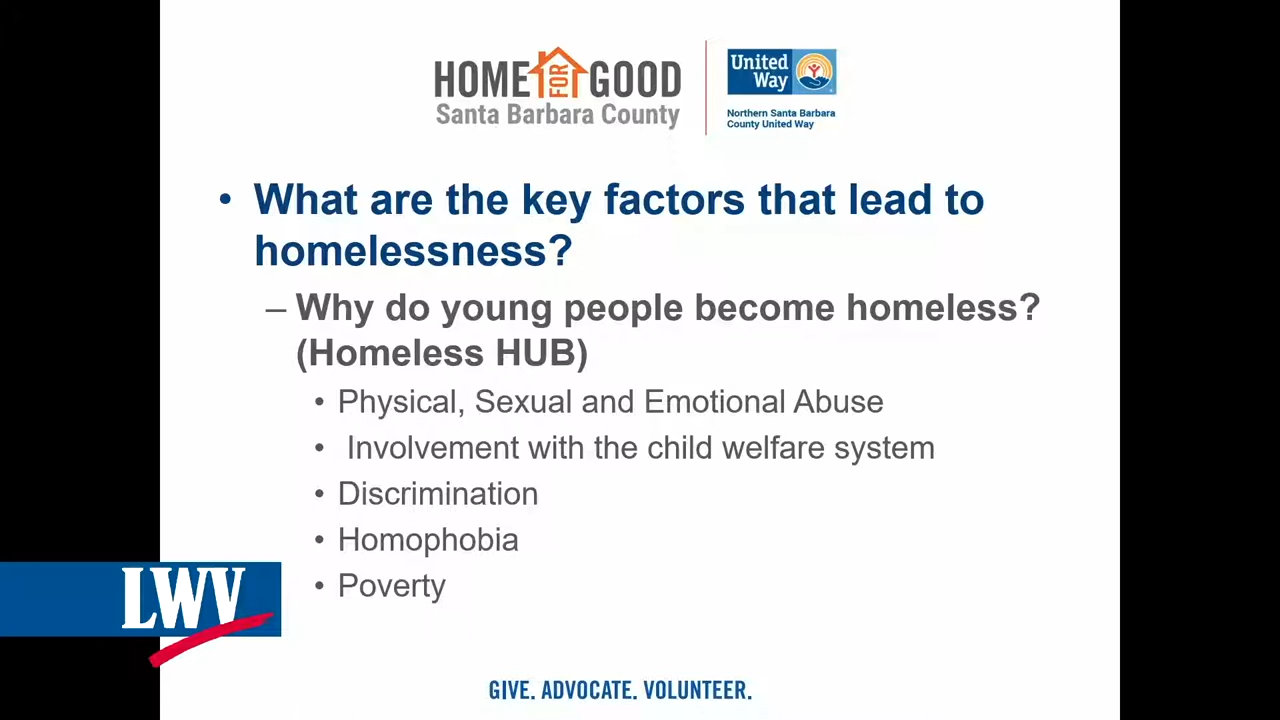 HOME FOR GOOD
Santa Barbara County
United
Way
Northern Santa Barbara
County United Way
• What are the key factors that lead to
homelessness?
– Why do young people become homeless?
(Homeless HUB)
• Physical, Sexual and Emotional Abuse
• Involvement with the child welfare system
• Discrimination
• Homophobia
• Poverty
LWV
GIVE. ADVOCATE. VOLUNTEER.